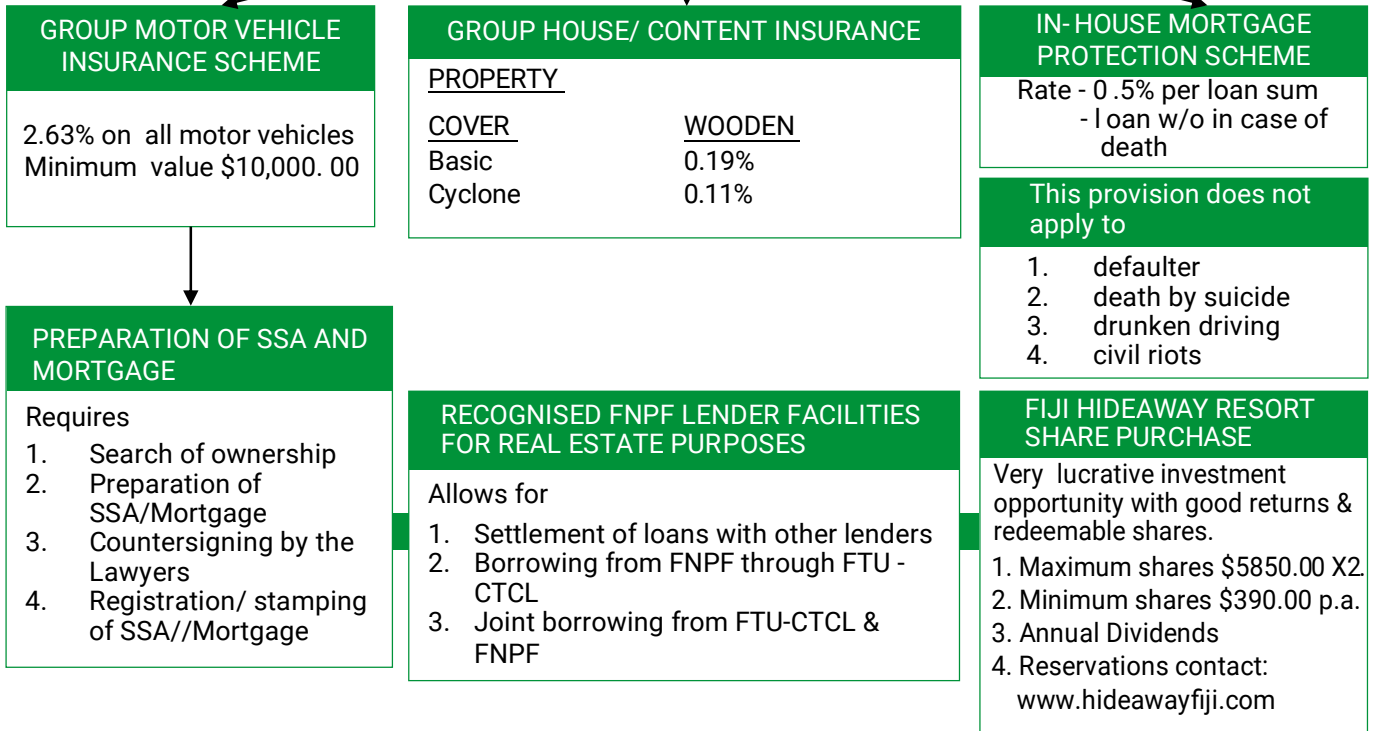 GROUP MOTOR VEHICLE
INSURANCE SCHEME
2.63% on all motor vehicles
Minimum value $10,000. 00
GROUP HOUSE/ CONTENT INSURANCE
PROPERTY
COVER WOODEN
Basic 0.19%
Cyclone 0.11%
IN-HOUSE MORTGAGE
PROTECTION SCHEME
Rate - 0 .5% per loan sum
- l oan w/o in case of
death
This provision does not
apply to
1. defaulter
2. death by suicide
3. drunken driving
4. civil riots
PREPARATION OF SSA AND
MORTGAGE
Requires
1. Search of ownership
2. Preparation of
SSA/Mortgage
3. Countersigning by the
Lawyers
4. Registration/ stamping
of SSA//Mortgage
RECOGNISED FNPF LENDER FACILITIES
FOR REAL ESTATE PURPOSES
Allows for
1. Settlement of loans with other lenders
2. Borrowing from FNPF through FTU -
CTCL
3. Joint borrowing from FTU-CTCL &
FNPF
FIJI HIDEAWAY RESORT
SHARE PURCHASE
Very lucrative investment
opportunity with good returns &
redeemable shares.
1. Maximum shares $5850.00 X2.
2. Minimum shares $390.00 p.a.
3. Annual Dividends
4. Reservations contact:
www.hideawayfiji.com